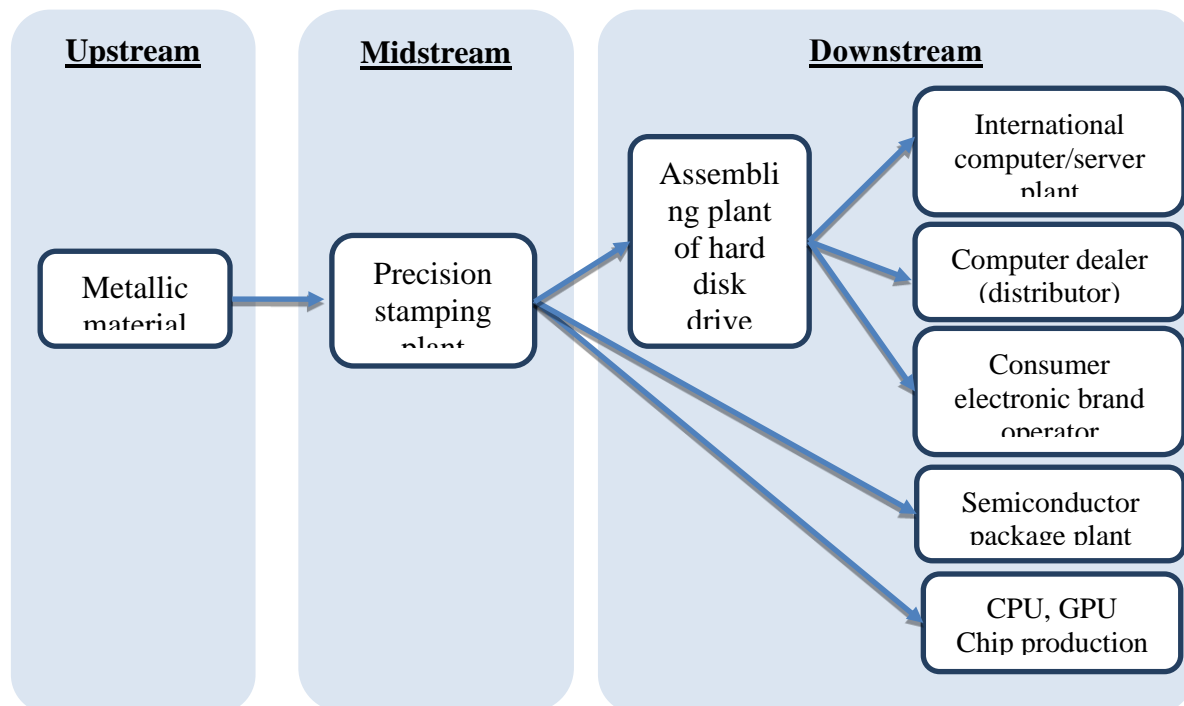 Upstream
Midstream
Downstream
Metallic
material
Precision
stamping
plant
Assembli
ng plant
of hard
disk
drive
International
computer/server
plant
Computer dealer
(distributor)
Consumer
electronic brand
operator
Semiconductor
package plant
CPU, GPU
Chip production